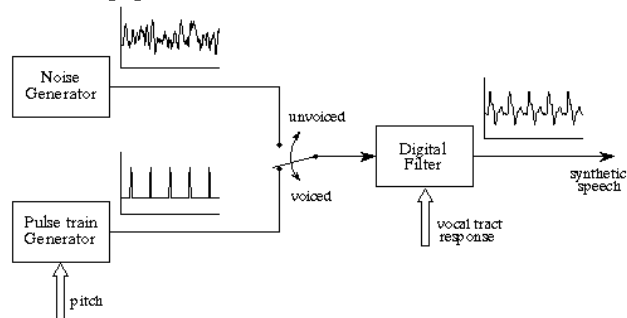 Noise
Generator
unvoiced
voiced
Digital
Filter
synthetic
speech
Pulse train
Generator
vocal tract
response
pitch